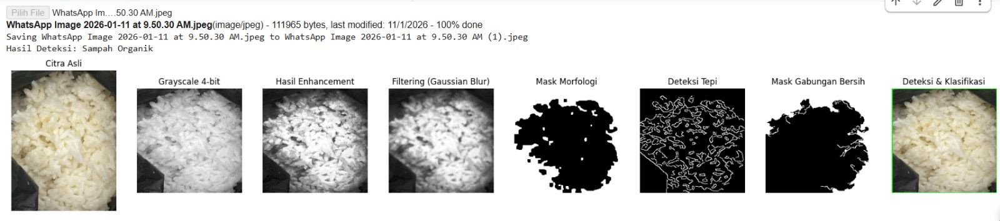 Pilih File WhatsApp Im....50.30 AM.jpeg
WhatsApp Image 2026-01-11 at 9.50.30 AM.jpeg(image/jpeg) - 111965 bytes, last modified: 11/1/2026 - 100% done
Saving WhatsApp Image 2026-01-11 at 9.50.30 AM.jpeg to WhatsApp Image 2026-01-11 at 9.50.30 AM (1).jpeg
Hasil Deteksi: Sampah Organik
Citra Asli
Grayscale 4-bit
Hasil Enhancement
Filtering (Gaussian Blur)
Mask Morfologi
Deteksi Tepi
Mask Gabungan Bersih
Deteksi & Klasifikasi